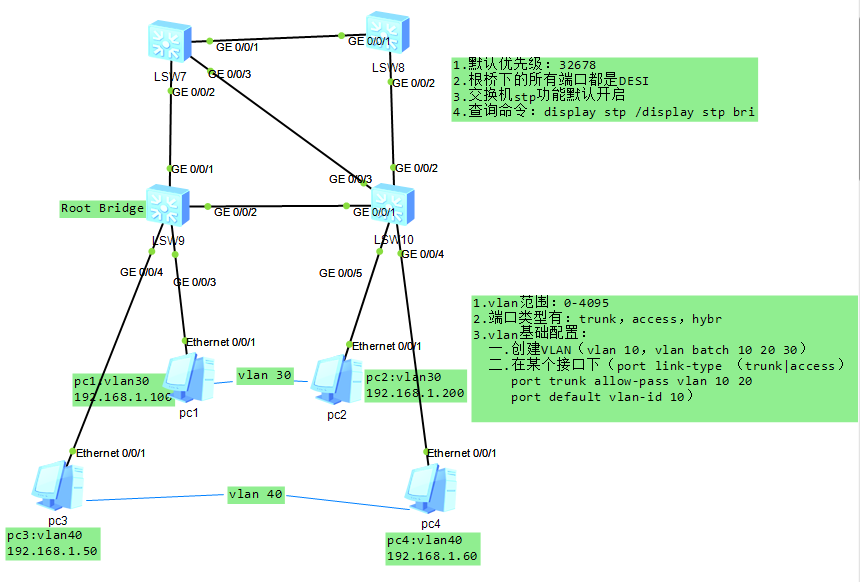 GE 0/0/1
GE 0/0/1
LSW7
GE 0/0/3
GE 0/0/2
LSW8
GE 0/0/2
1.默认优先级：32678
2.根桥下的所有端口都是DESI
3.交换机stp功能默认开启
4.查询命令：display stp /display stp bri
GE 0/0/1
GE 0/0/3
GE 0/0/2
Root Bridge
GE 0/0/2
GE 0/0/1
LSW9
LSW10
GE 0/0/4
GE 0/0/3
GE 0/0/5
GE 0/0/4
1.vlan范围：0-4095
2.端口类型有：trunk，access，hybr
3.vlan基础配置：
一.创建VLAN（vlan 10，vlan batch 10 20 30）
二.在某个接口下（port link-type （trunk|access）
port trunk allow-pass vlan 10 20
port default vlan-id 10）
Ethernet 0/0/1
Ethernet 0/0/1
pc1:vlan30
192.168.1.100
pc1
vlan 30
pc2:vlan30
192.168.1.200
pc2
Ethernet 0/0/1
Ethernet 0/0/1
vlan 40
pc3
pc3:vlan40
192.168.1.50
pc4
pc4:vlan40
192.168.1.60